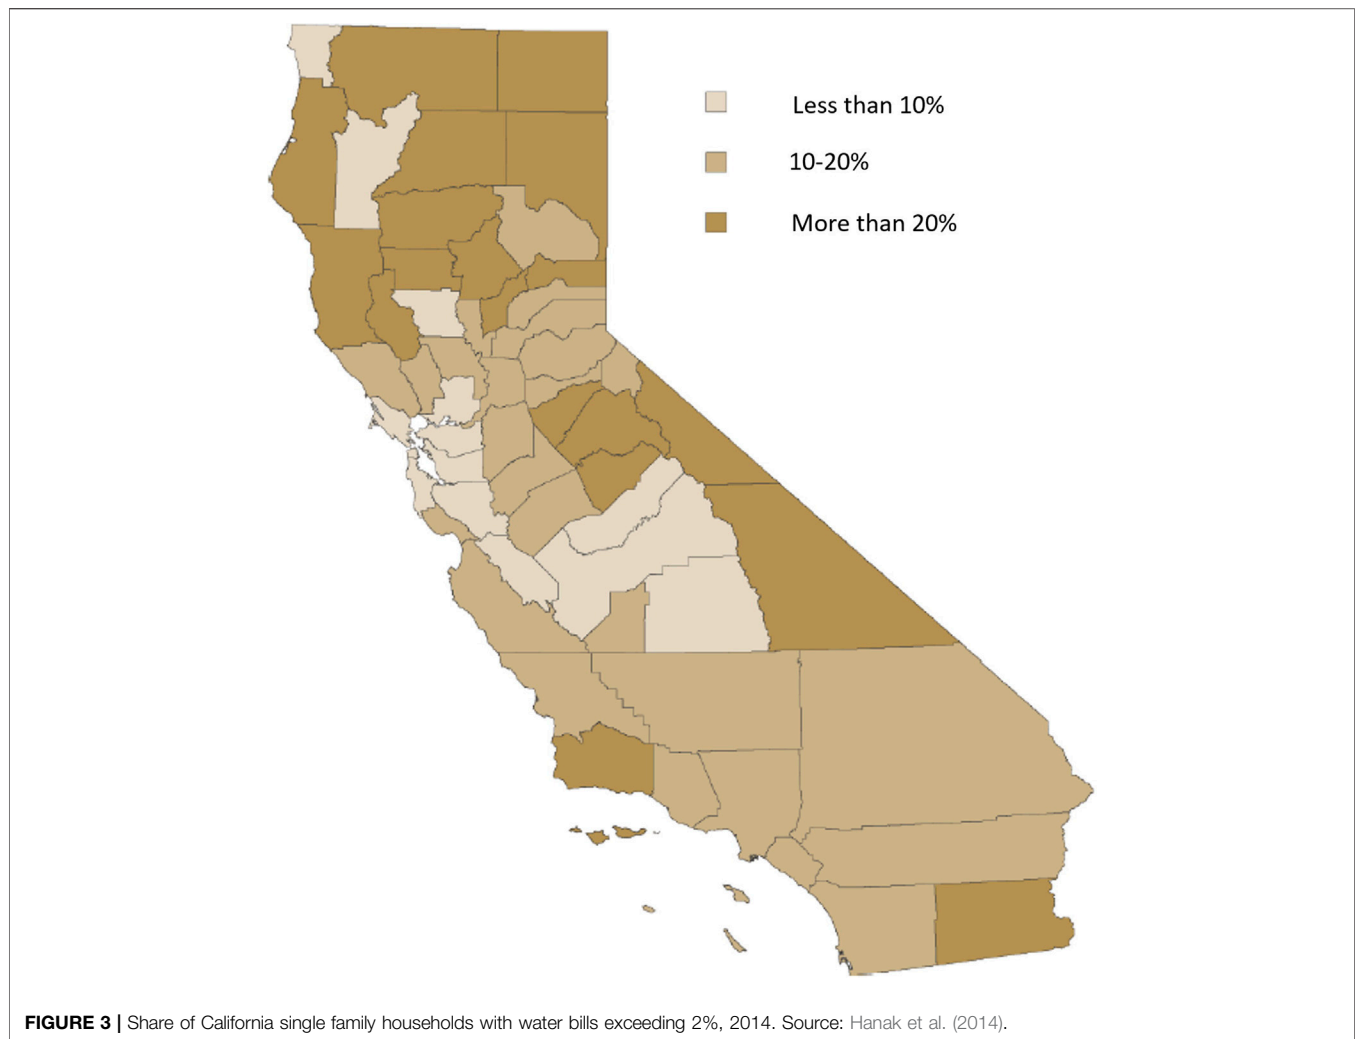 Less than 10%
10-20%
More than 20%
FIGURE 3 | Share of California single family households with water bills exceeding 2%, 2014. Source: Hanak et al. (2014).